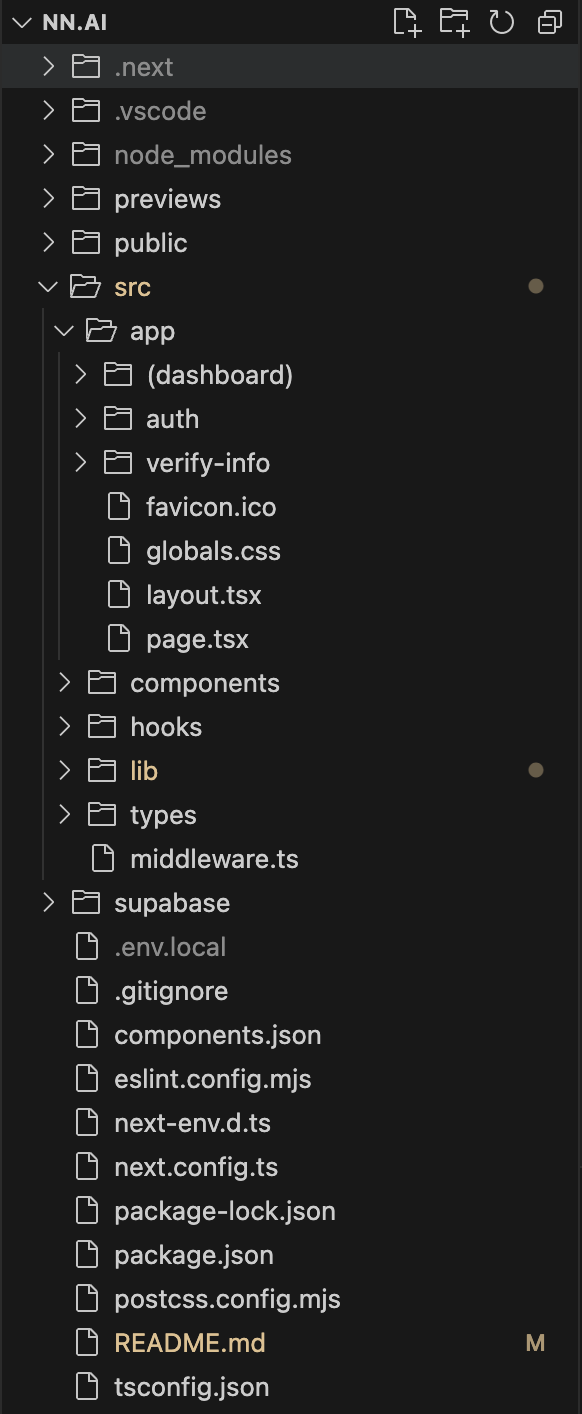 NN.AI
.next
.vscode
node_modules
previews
public
src
app
(dashboard)
auth
verify-info
favicon.ico
globals.css
layout.tsx
page.tsx
components
hooks
lib
types
middleware.ts
supabase
.env.local
.gitignore
components.json
eslint.config.mjs
next-env.d.ts
next.config.ts
package-lock.json
package.json
postcss.config.mjs
README.md M
tsconfig.json